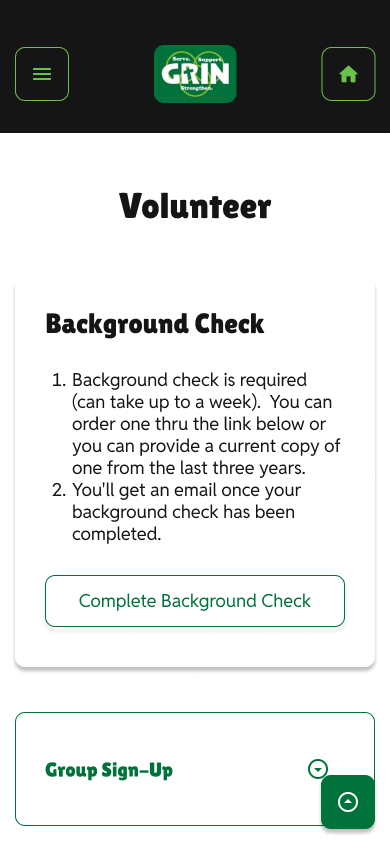 Serve. Support.
GRIN
Strengthen.
Volunteer
Background Check
1. Background check is required
(can take up to a week).  You can
order one thru the link below or
you can provide a current copy of
one from the last three years.
2. You'll get an email once your
background check has been
completed.
Complete Background Check
Group Sign-Up